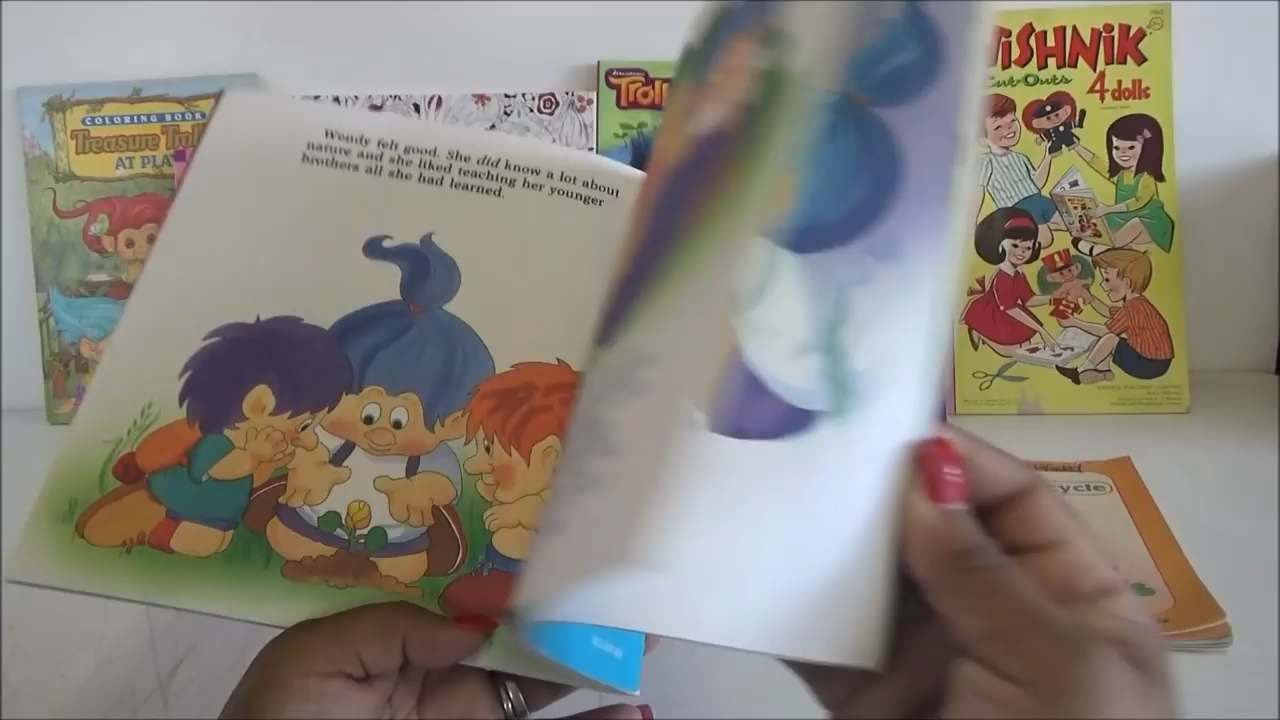 COLORING BOOK
Treasure Trol
AT PLA
Wendy felt good. She did know a lot about
nature and she liked teaching her younger
brothers all she had learned.
Troll
ISHNIK
Cut-Outs
4 dolls
ycle